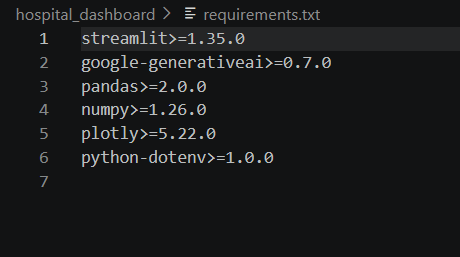 hospital_dashboard > requirements.txt
1 streamlit>=1.35.0
2 google-generativeai>=0.7.0
3 pandas>=2.0.0
4 numpy>=1.26.0
5 plotly>=5.22.0
6 python-dotenv>=1.0.0
7